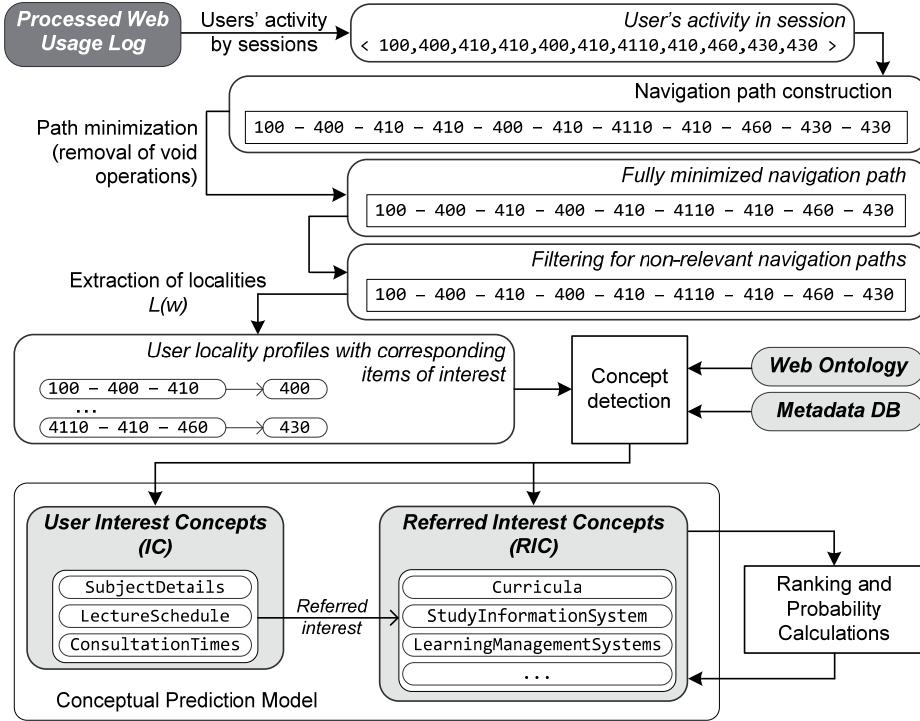 Processed Web
Usage Log
Users' activity
by sessions
User's activity in session
< 100,400,410,410,400,410,4110,410,460,430,430 >
Navigation path construction
100 – 400 – 410 – 410 – 400 – 410 – 4110 – 410 – 460 – 430 – 430
Path minimization
(removal of void
operations)
Fully minimized navigation path
100 – 400 – 410 – 400 – 410 – 4110 – 410 – 460 – 430
Filtering for non-relevant navigation paths
100 – 400 – 410 – 400 – 410 – 4110 – 410 – 460 – 430
Extraction of localities
L(w)
User locality profiles with corresponding
items of interest
100 – 400 – 410
400
...
4110 – 410 – 460
430
Concept
detection
Web Ontology
Metadata DB
User Interest Concepts
(IC)
SubjectDetails
LectureSchedule
ConsultationTimes
Referred
interest
Referred Interest Concepts
(RIC)
Curricula
StudyInformationSystem
LearningManagementSystems
...
Ranking and
Probability
Calculations
Conceptual Prediction Model